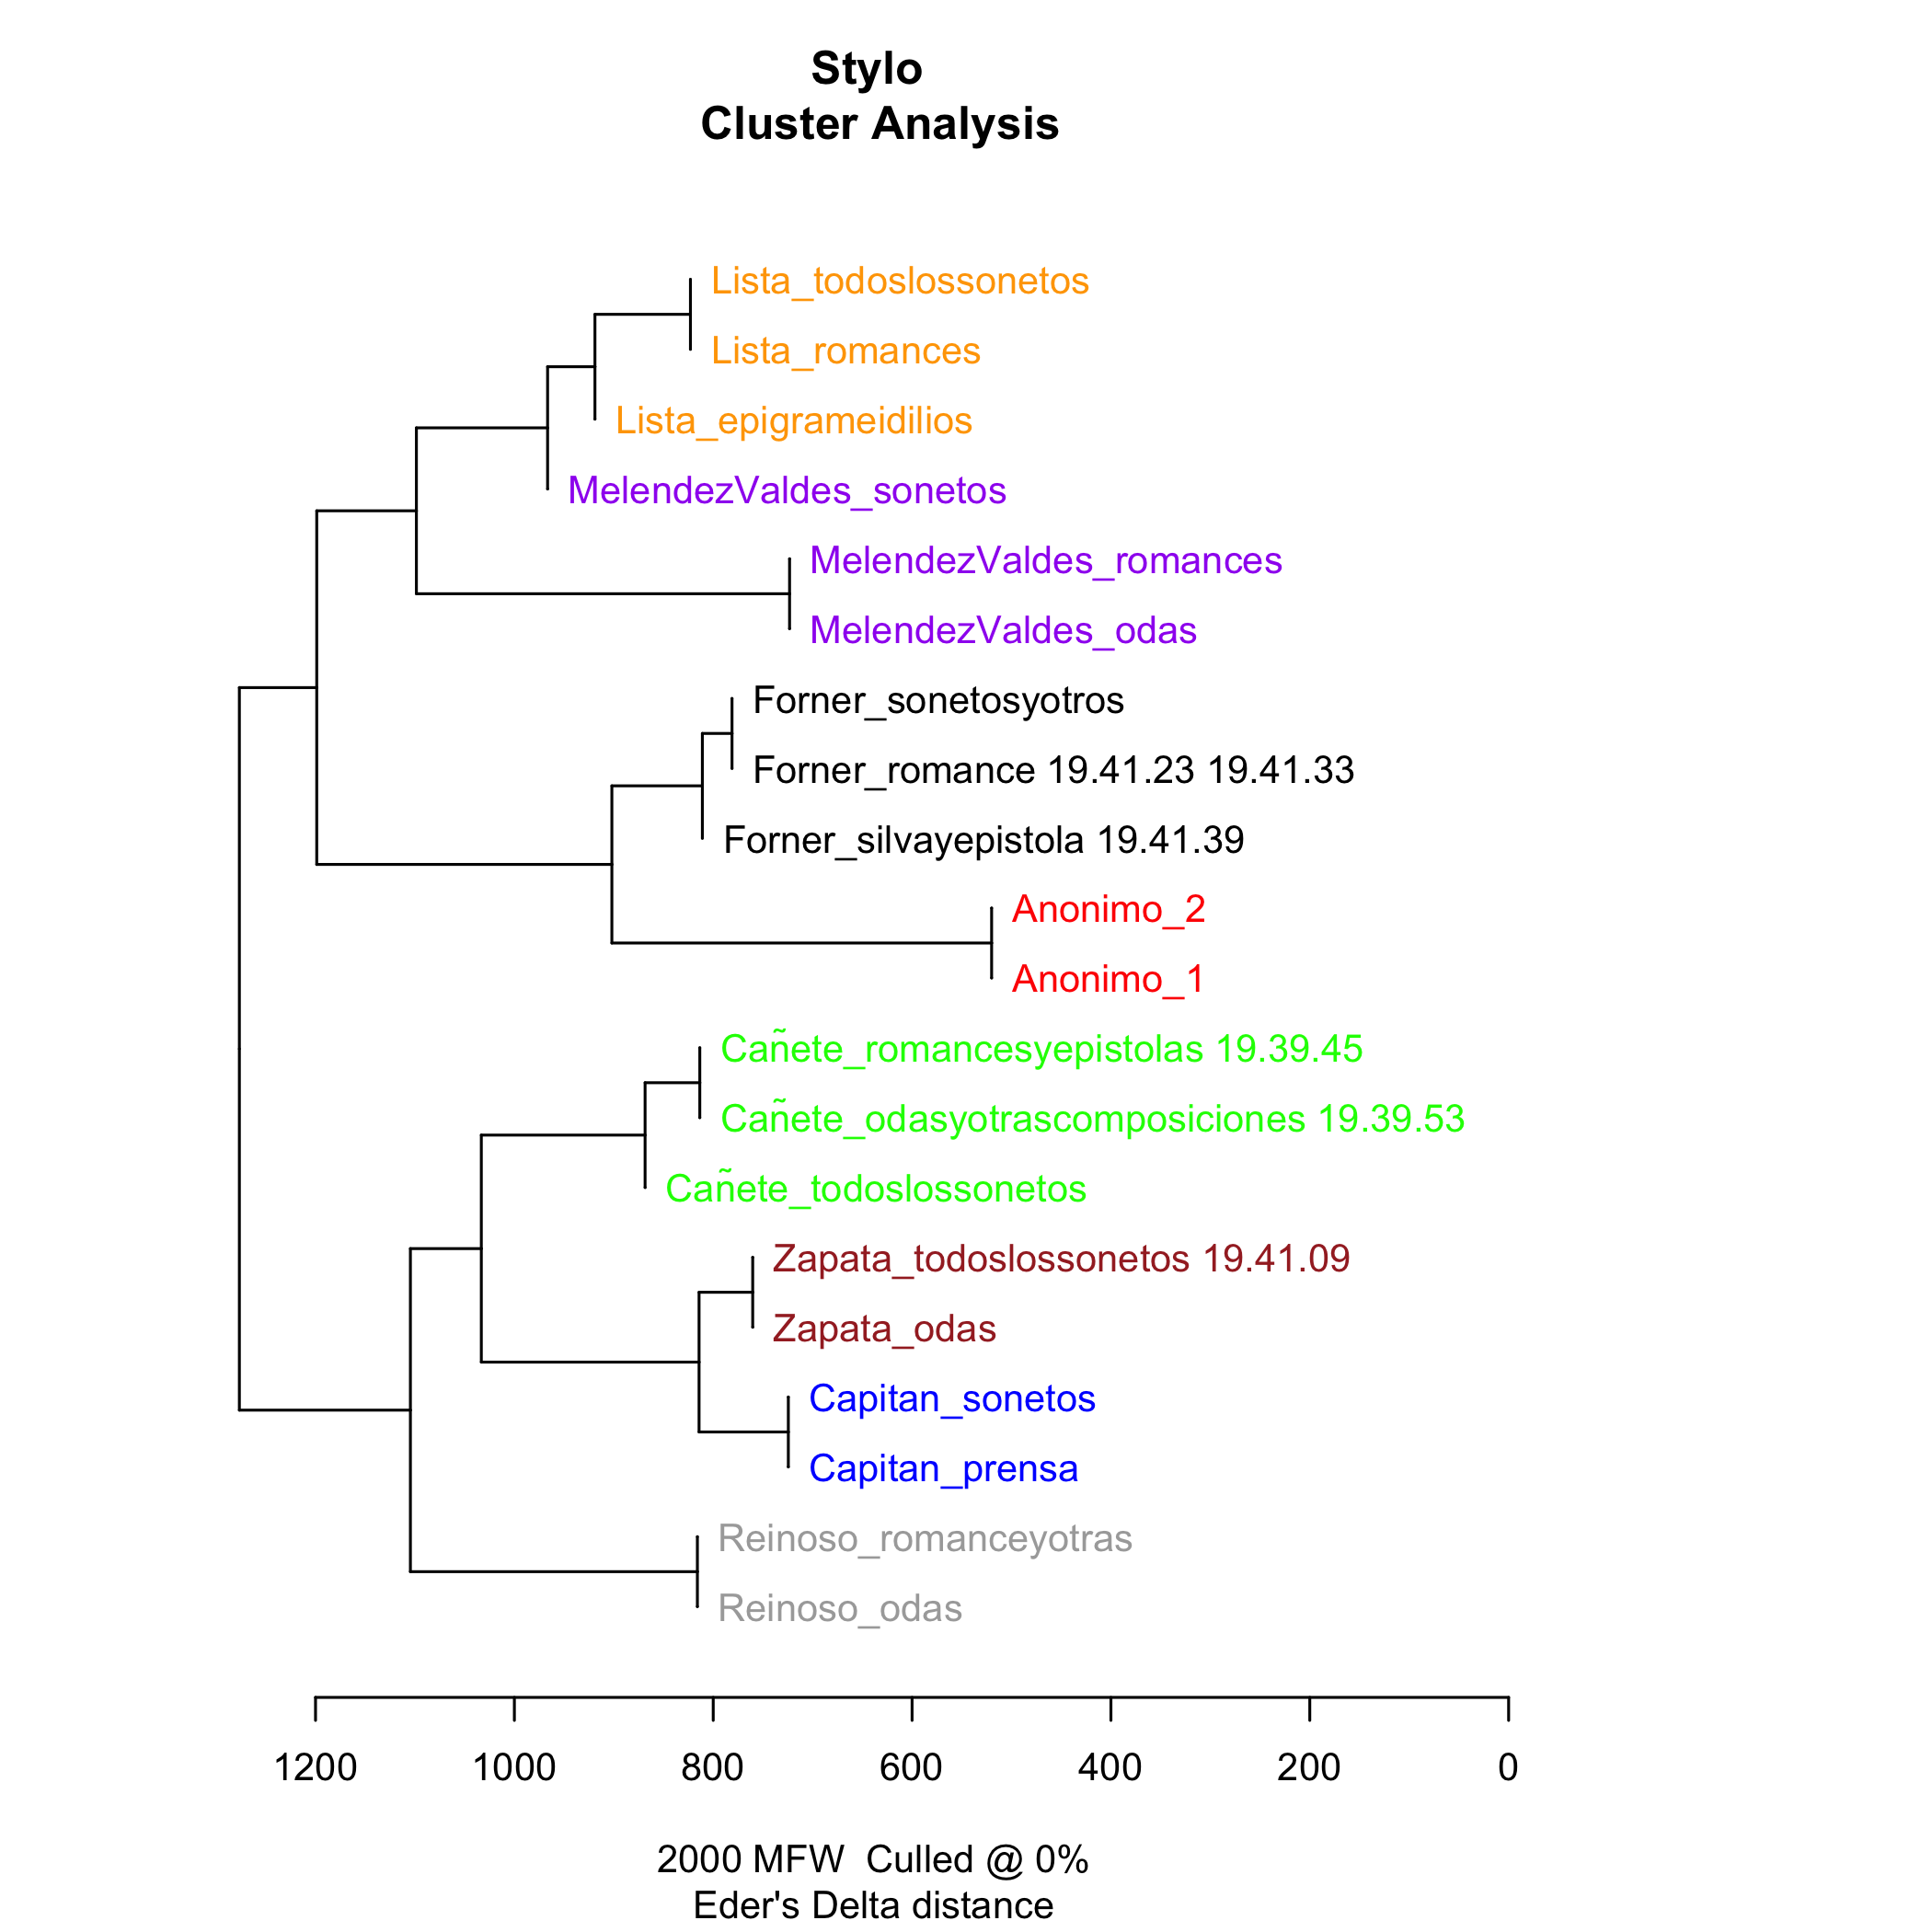 Stylo
Cluster Analysis
Lista_todoslossonetos
Lista_romances
Lista_epigrameidilios
MelendezValdes_sonetos
MelendezValdes_romances
MelendezValdes_odas
Forner_sonetosyotros
Forner_romance 19.41.23 19.41.33
Forner_silvayepistola 19.41.39
Anonimo_2
Anonimo_1
Cañete_romancesyepistolas 19.39.45
Cañete_odasyotrascomposiciones 19.39.53
Cañete_todoslossonetos
Zapata_todoslossonetos 19.41.09
Zapata_odas
Capitan_sonetos
Capitan_prensa
Reinoso_romanceyotras
Reinoso_odas
1200 1000 800 600 400 200 0
2000 MFW  Culled @ 0%
Eder's Delta distance